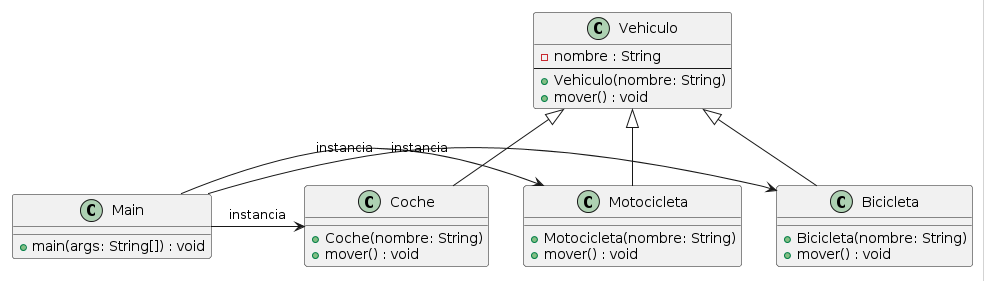 C Vehiculo
nombre : String
Vehiculo(nombre: String)
mover() : void
instancia
instancia
C Main
main(args: String[]) : void
instancia
C Coche
Coche(nombre: String)
mover() : void
C Motocicleta
Motocicleta(nombre: String)
mover() : void
C Bicicleta
Bicicleta(nombre: String)
mover() : void